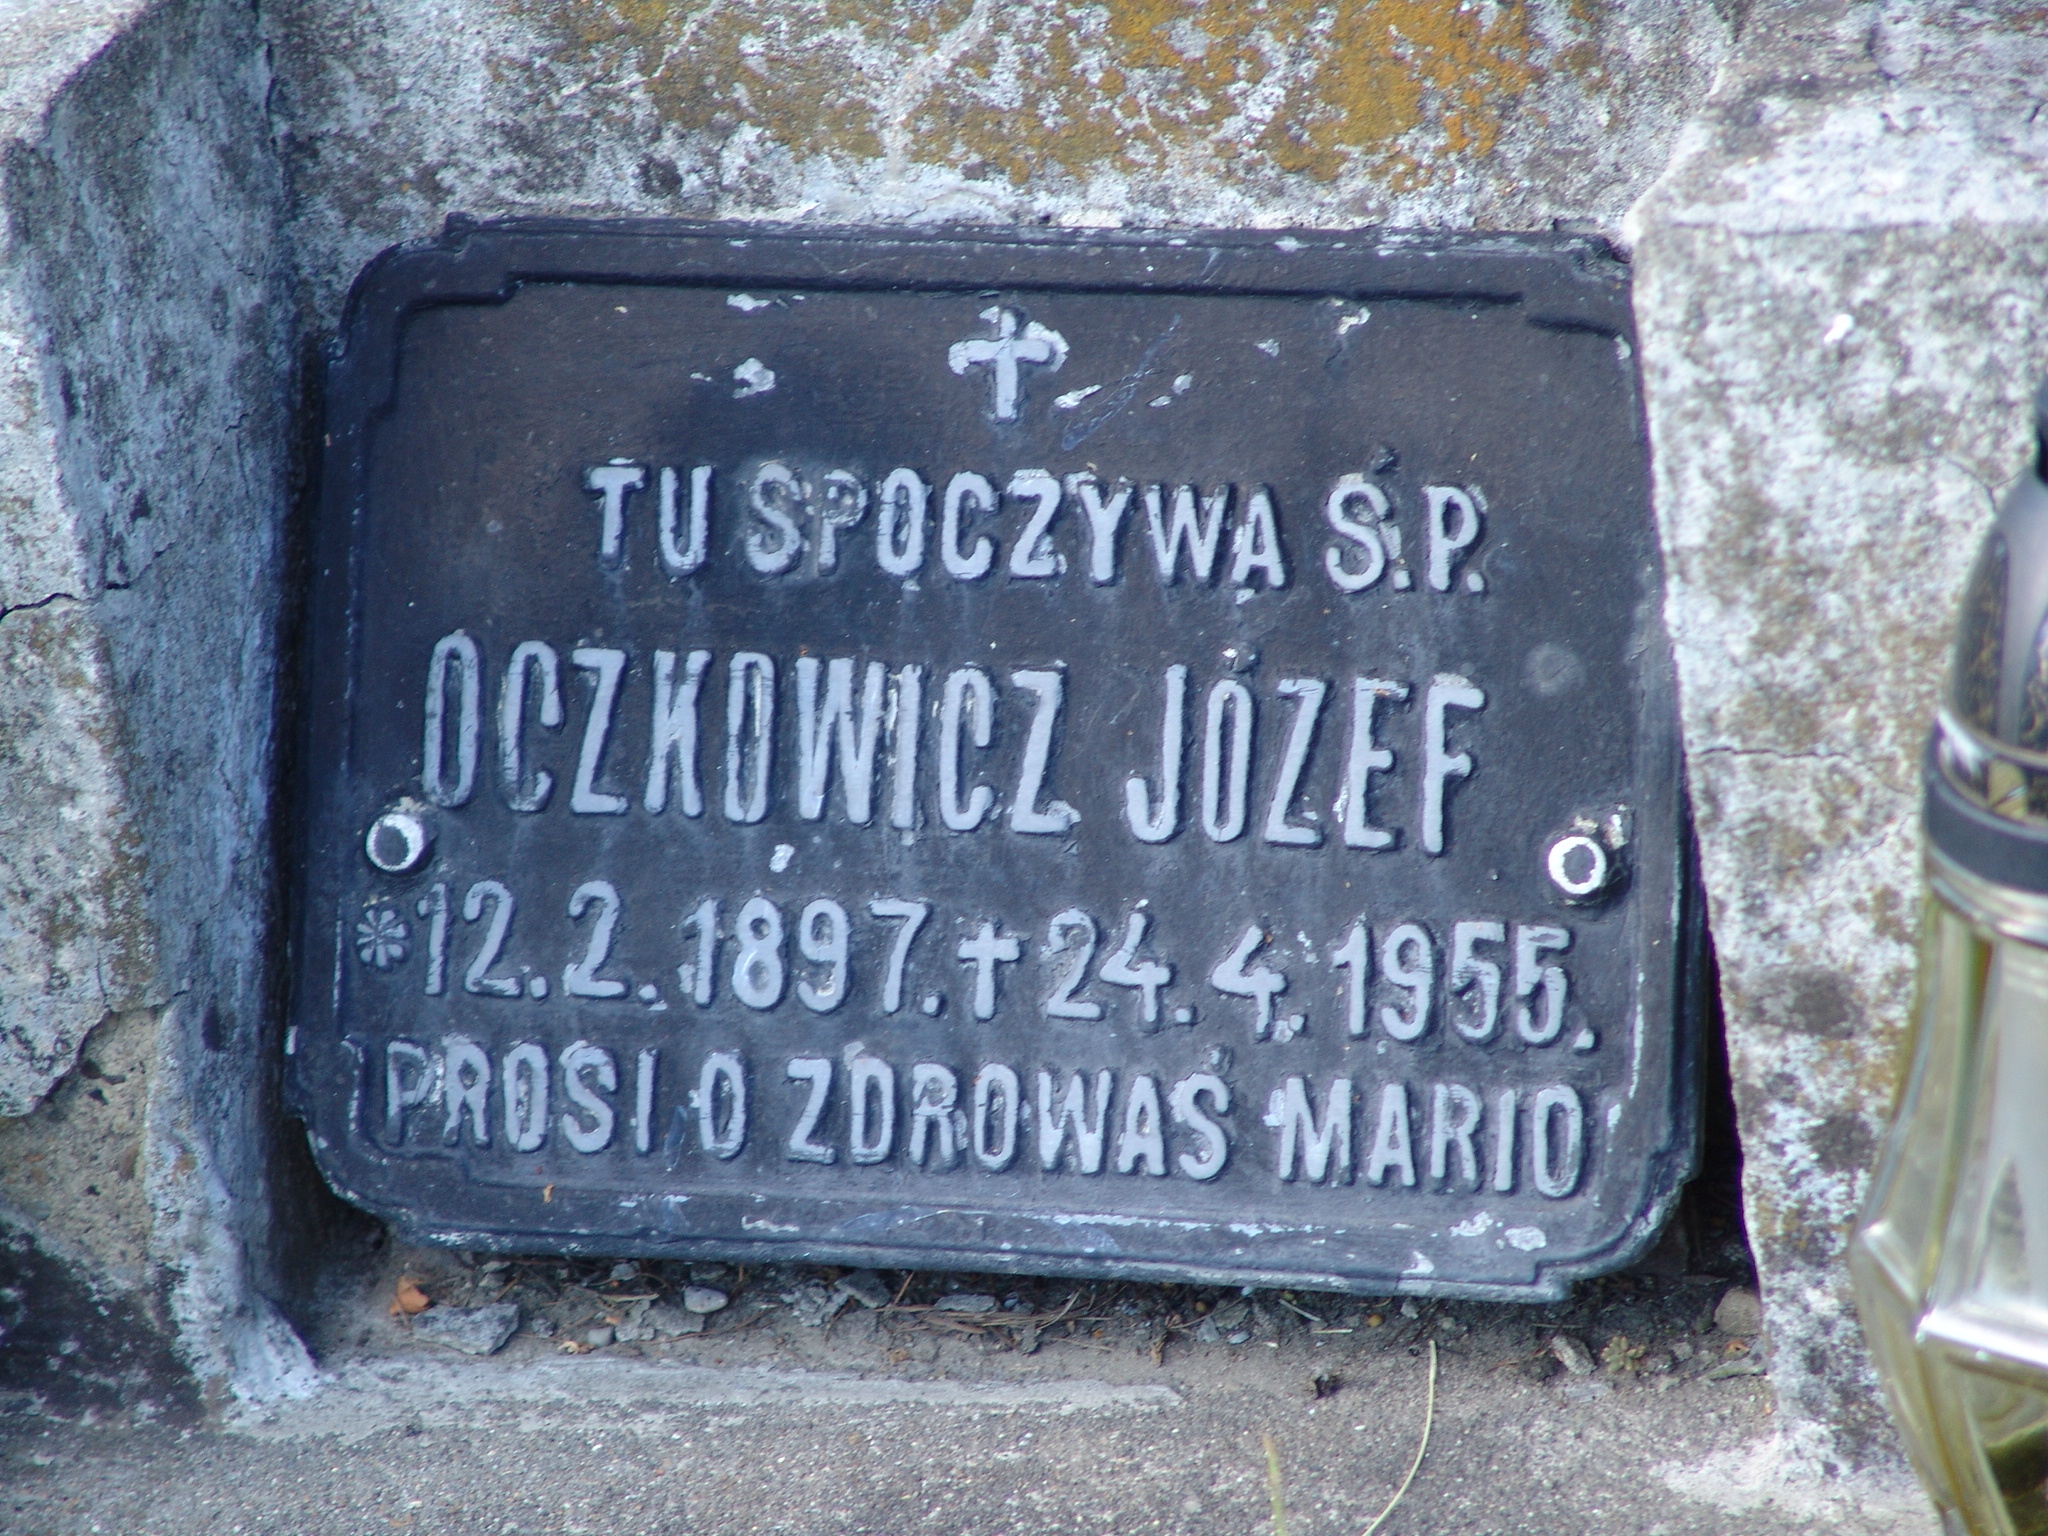 TU SPOCZYWA Ś.P.
OCZKOWICZ JÓZEF
* 12.2.1897. † 24.4.1955.
PROSI O ZDROWAŚ MARIO